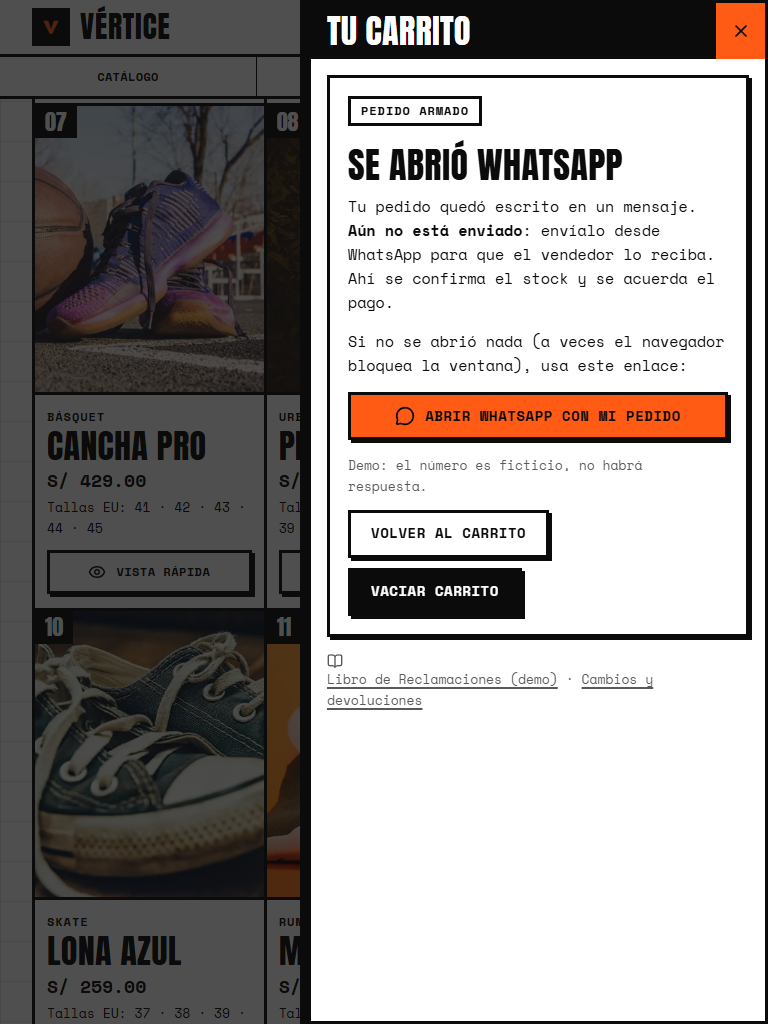 VÉRTICE
CATÁLOGO
07
08
BÁSQUET
CANCHA PRO
S/ 429.00
Tallas EU: 41 · 42 · 43 ·
44 · 45
VISTA RÁPIDA
S/
39
10
11
SKATE
LONA AZUL
S/ 259.00
Tallas EU: 37 · 38 · 39 ·
S/
TU CARRITO
PEDIDO ARMADO
SE ABRIÓ WHATSAPP
Tu pedido quedó escrito en un mensaje.
Aún no está enviado: envíalo desde
WhatsApp para que el vendedor lo reciba.
Ahí se confirma el stock y se acuerda el
pago.
Si no se abrió nada (a veces el navegador
bloquea la ventana), usa este enlace:
ABRIR WHATSAPP CON MI PEDIDO
Demo: el número es ficticio, no habrá
respuesta.
VOLVER AL CARRITO
VACIAR CARRITO
Libro de Reclamaciones (demo) · Cambios y
devoluciones